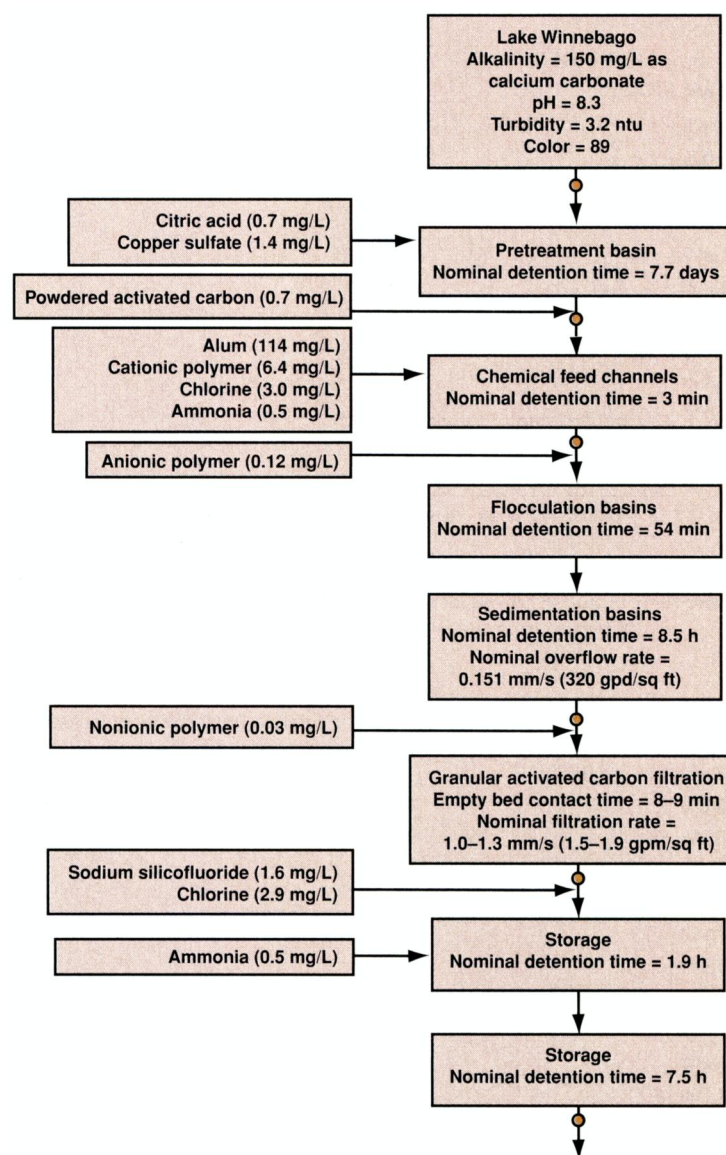 Lake Winnebago
Alkalinity = 150 mg/L as
calcium carbonate
pH = 8.3
Turbidity = 3.2 ntu
Color = 89
Citric acid (0.7 mg/L)
Copper sulfate (1.4 mg/L)
Pretreatment basin
Nominal detention time = 7.7 days
Powdered activated carbon (0.7 mg/L)
Alum (114 mg/L)
Cationic polymer (6.4 mg/L)
Chlorine (3.0 mg/L)
Ammonia (0.5 mg/L)
Chemical feed channels
Nominal detention time = 3 min
Anionic polymer (0.12 mg/L)
Flocculation basins
Nominal detention time = 54 min
Sedimentation basins
Nominal detention time = 8.5 h
Nominal overflow rate =
0.151 mm/s (320 gpd/sq ft)
Nonionic polymer (0.03 mg/L)
Granular activated carbon filtration
Empty bed contact time = 8–9 min
Nominal filtration rate =
1.0–1.3 mm/s (1.5–1.9 gpm/sq ft)
Sodium silicofluoride (1.6 mg/L)
Chlorine (2.9 mg/L)
Ammonia (0.5 mg/L)
Storage
Nominal detention time = 1.9 h
Storage
Nominal detention time = 7.5 h